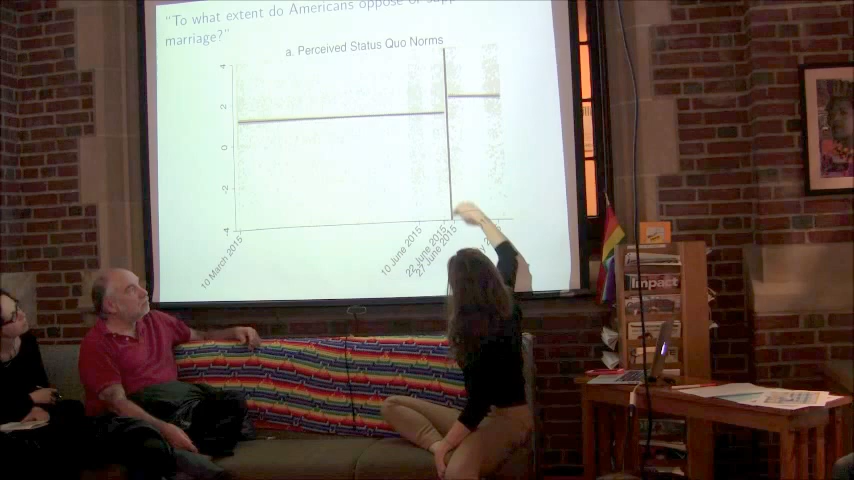 "To what extent do Americans oppose or supp
marriage?"
a. Perceived Status Quo Norms
4
2
0
-2
-4
10 March 2015
10 June 2015
22 June 2015
27 June 2015
Impact